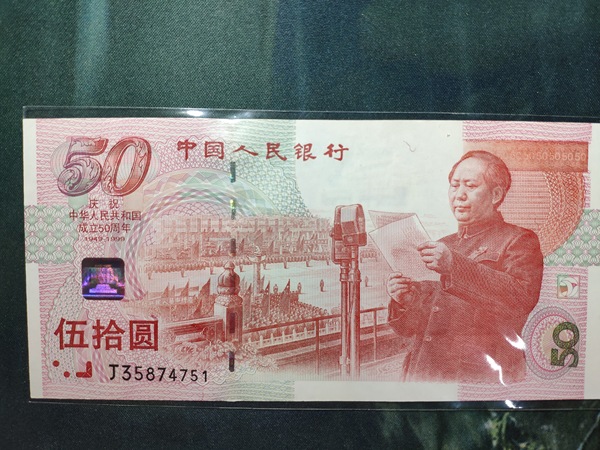 50
中国人民银行
庆祝
中华人民共和国
成立50周年
1949-1999
伍拾圆
J35874751
50